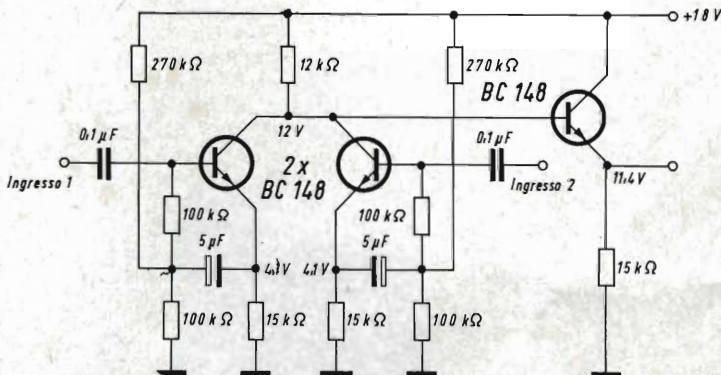 +18 V
270 kΩ
12 kΩ
270 kΩ
BC 148
0,1 µF
12 V
0,1 µF
Ingresso 1
2x
BC 148
Ingresso 2
11,4 V
100 kΩ
100 kΩ
5 µF
5 µF
4,1 V
4,1 V
15 kΩ
100 kΩ
15 kΩ
15 kΩ
100 kΩ